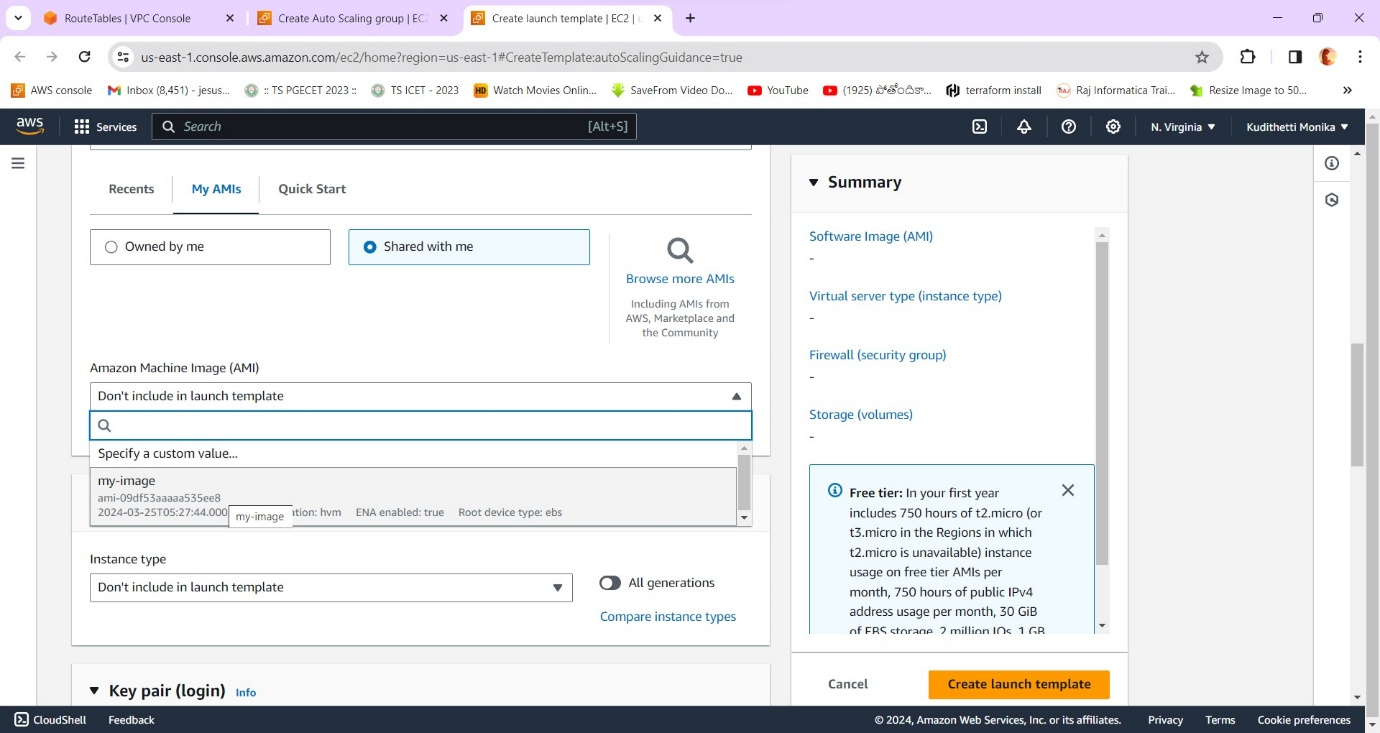 RouteTables | VPC Console
Create Auto Scaling group | EC2
Create launch template | EC2 | u
us-east-1.console.aws.amazon.com/ec2/home?region=us-east-1#CreateTemplate:autoScalingGuidance=true
AWS console
Inbox (8,451) - jesus...
:: TS PGECET 2023 ::
TS ICET - 2023
HD
Watch Movies Onlin...
SaveFrom Video Do...
YouTube
(1925) పోతోందికా...
terraform install
Raj Informatica Trai...
Resize Image to 50...
»
aws
Services
Search
[Alt+S]
N. Virginia
Kudithetti Monika
Recents
My AMIs
Quick Start
Owned by me
Shared with me
Browse more AMIs
Including AMIs from
AWS, Marketplace and
the Community
Amazon Machine Image (AMI)
Don't include in launch template
Specify a custom value...
my-image
ami-09df53aaaaa535ee8
2024-03-25T05:27:44.000
my-image
ation: hvm
ENA enabled: true
Root device type: ebs
Instance type
Don't include in launch template
All generations
Compare instance types
Key pair (login)
Info
Summary
Software Image (AMI)
-
Virtual server type (instance type)
-
Firewall (security group)
-
Storage (volumes)
-
Free tier: In your first year
includes 750 hours of t2.micro (or
t3.micro in the Regions in which
t2.micro is unavailable) instance
usage on free tier AMIs per
month, 750 hours of public IPv4
address usage per month, 30 GiB
of EBS storage, 2 million IOs, 1 GB
Cancel
Create launch template
CloudShell
Feedback
© 2024, Amazon Web Services, Inc. or its affiliates.
Privacy
Terms
Cookie preferences